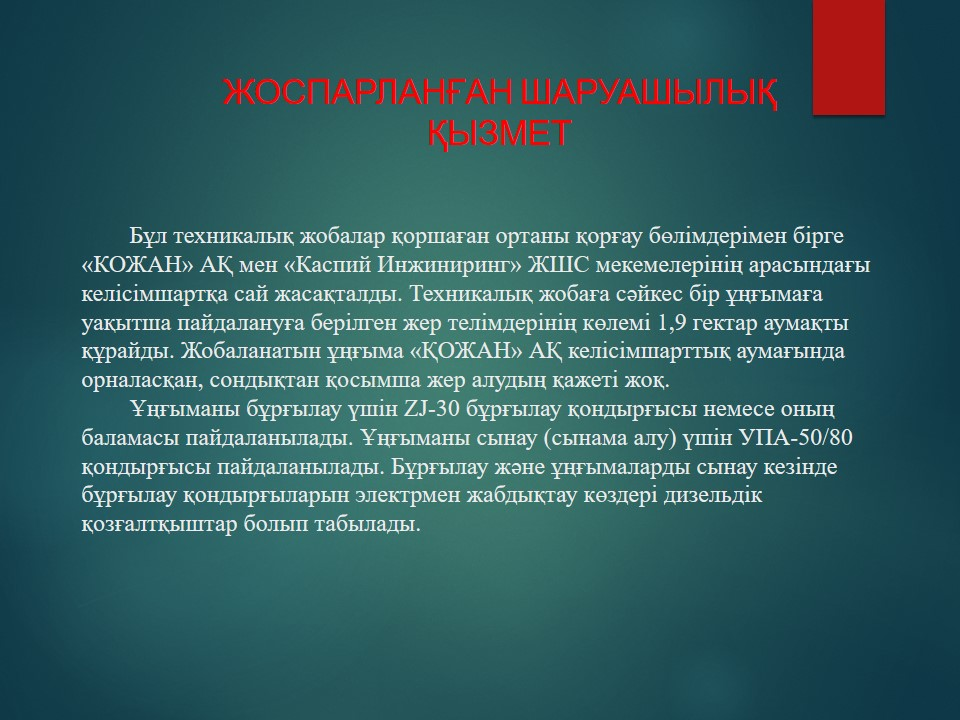 ЖОСПАРЛАНҒАН ШАРУАШЫЛЫҚ
ҚЫЗМЕТ
Бұл техникалық жобалар қоршаған ортаны қорғау бөлімдерімен бірге
«КОЖАН» АҚ мен «Каспий Инжиниринг» ЖШС мекемелерінің арасындағы
келісімшартқа сай жасақталды. Техникалық жобаға сәйкес бір ұңғымаға
уақытша пайдалануға берілген жер телімдерінің көлемі 1,9 гектар аумақты
құрайды. Жобаланатын ұңғыма «ҚОЖАН» АҚ келісімшарттық аумағында
орналасқан, сондықтан қосымша жер алудың қажеті жоқ.
Ұңғыманы бұрғылау үшін ZJ-30 бұрғылау қондырғысы немесе оның
баламасы пайдаланылады. Ұңғыманы сынау (сынама алу) үшін УПА-50/80
қондырғысы пайдаланылады. Бұрғылау және ұңғымаларды сынау кезінде
бұрғылау қондырғыларын электрмен жабдықтау көздері дизельдік
қозғалтқыштар болып табылады.